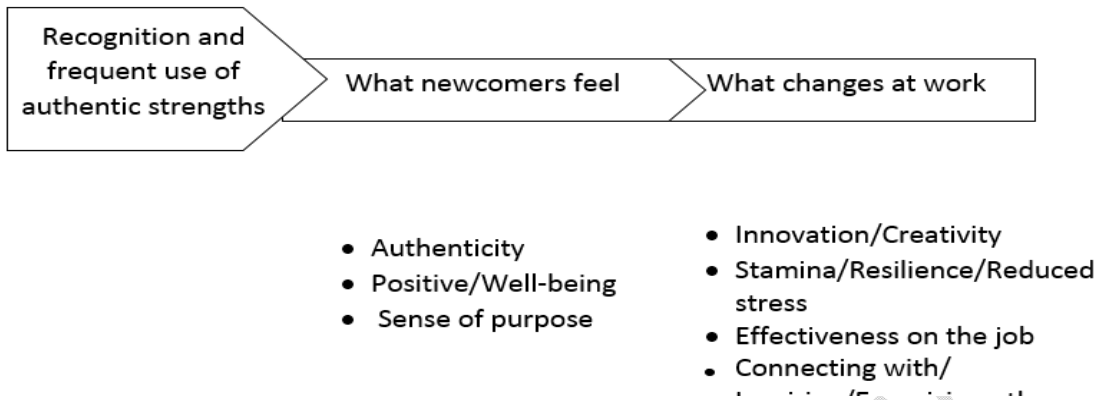 Recognition and
frequent use of
authentic strengths
What newcomers feel
What changes at work
• Authenticity
• Positive/Well-being
• Sense of purpose
• Innovation/Creativity
• Stamina/Resilience/Reduced
stress
• Effectiveness on the job
• Connecting with/